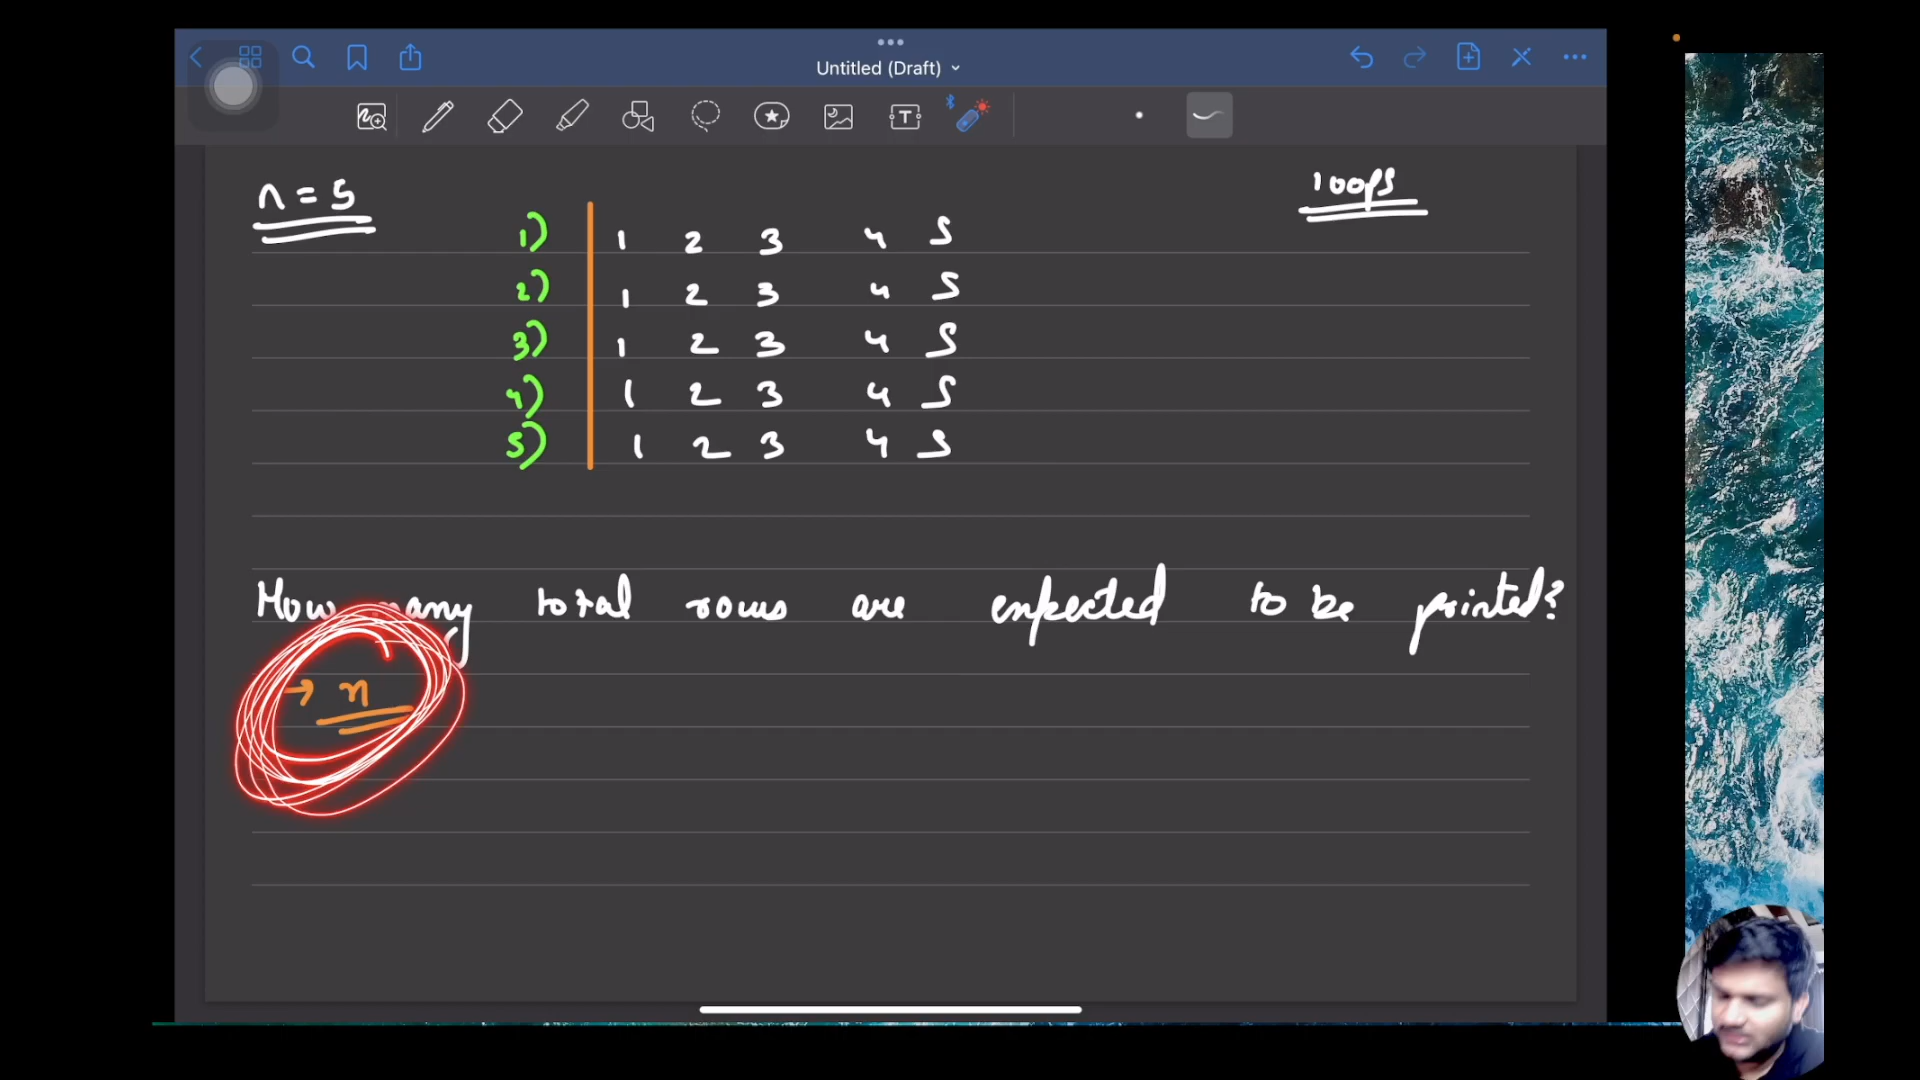 Untitled (Draft)
n = 5
loops
1) 1 2 3 4 5
2) 1 2 3 4 5
3) 1 2 3 4 5
4) 1 2 3 4 5
5) 1 2 3 4 5
How many total rows are expected to be printed?
→ n